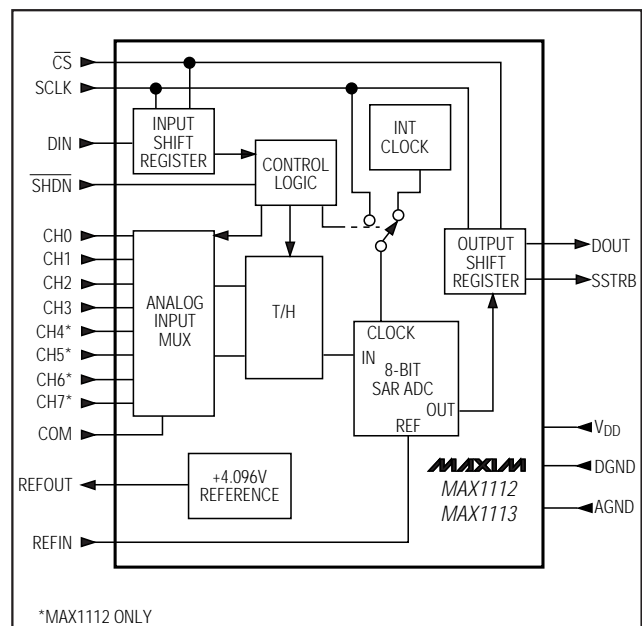 CS
SCLK
DIN
SHDN
CH0
CH1
CH2
CH3
CH4*
CH5*
CH6*
CH7*
COM
REFOUT
REFIN
INPUT
SHIFT
REGISTER
CONTROL
LOGIC
INT
CLOCK
ANALOG
INPUT
MUX
T/H
CLOCK
IN
8-BIT
SAR ADC
OUT
REF
OUTPUT
SHIFT
REGISTER
+4.096V
REFERENCE
MAXIM
MAX1112
MAX1113
DOUT
SSTRB
VDD
DGND
AGND
*MAX1112 ONLY